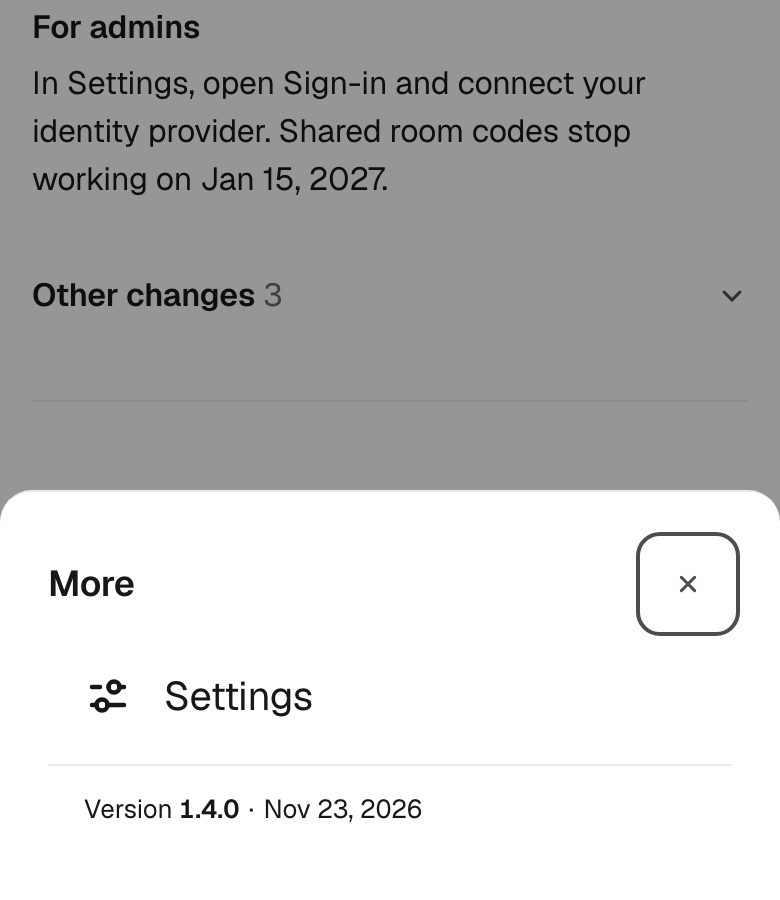 For admins
In Settings, open Sign-in and connect your
identity provider. Shared room codes stop
working on Jan 15, 2027.
Other changes 3
More
Settings
Version 1.4.0 · Nov 23, 2026